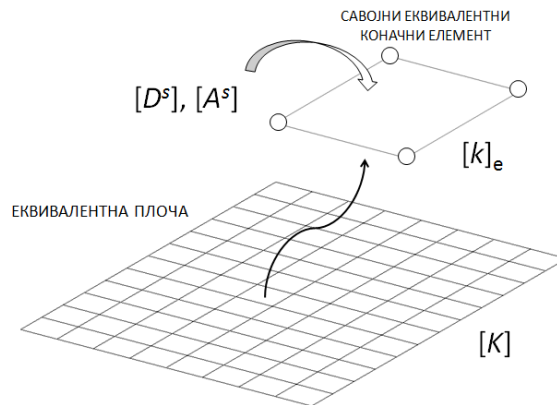 САВОЈНИ ЕКВИВАЛЕНТНИ
КОНАЧНИ ЕЛЕМЕНТ
[Dˢ], [Aˢ]
[k]ₑ
ЕКВИВАЛЕНТНА ПЛОЧА
[K]